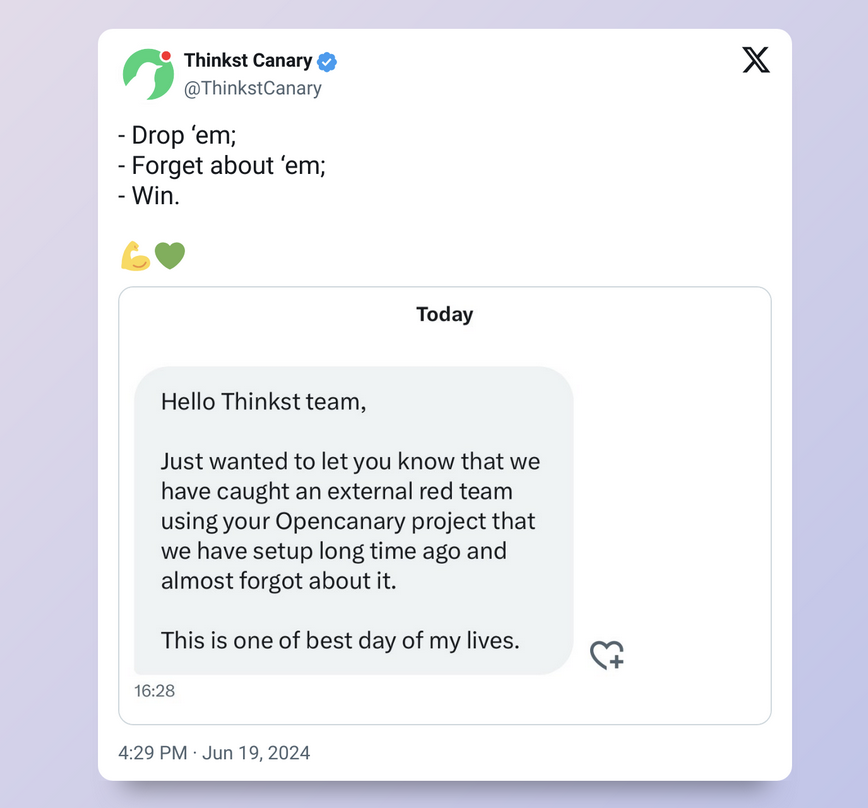 Thinkst Canary
@ThinkstCanary
- Drop ‘em;
- Forget about ‘em;
- Win.
💪💚
Today
Hello Thinkst team,
Just wanted to let you know that we
have caught an external red team
using your Opencanary project that
we have setup long time ago and
almost forgot about it.
This is one of best day of my lives.
16:28
4:29 PM · Jun 19, 2024